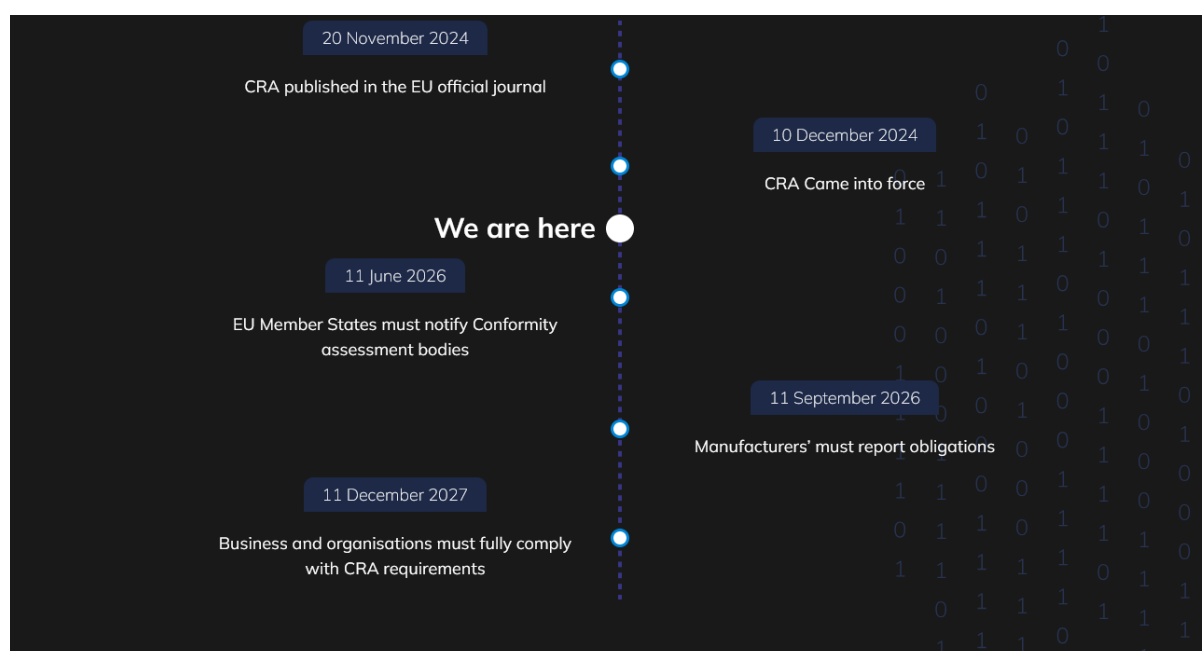 20 November 2024
CRA published in the EU official journal
10 December 2024
CRA Came into force
We are here
11 June 2026
EU Member States must notify Conformity
assessment bodies
11 September 2026
Manufacturers’ must report obligations
11 December 2027
Business and organisations must fully comply
with CRA requirements